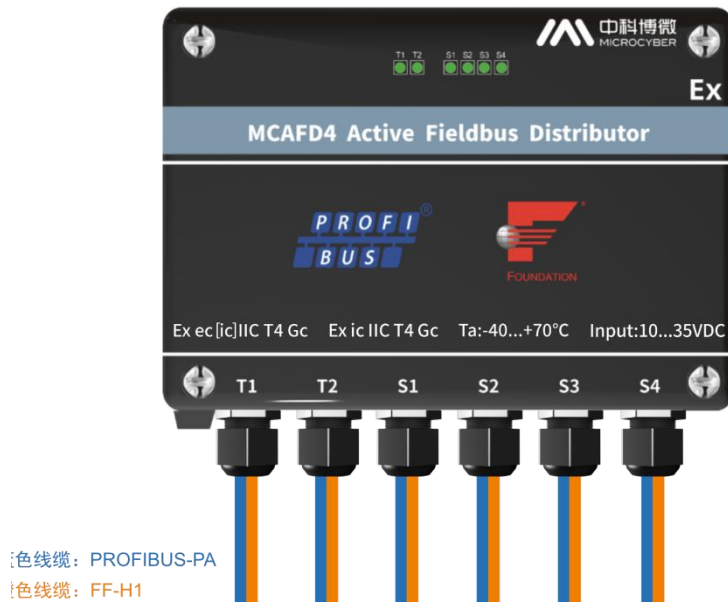 中科博微
MICROCYBER
T1 T2 S1 S2 S3 S4
Ex
MCAFD4 Active Fieldbus Distributor
PROFI
BUS
®
FOUNDATION
Ex ec [ic]IIC T4 Gc Ex ic IIC T4 Gc Ta:-40...+70°C Input:10...35VDC
T1 T2 S1 S2 S3 S4
色线缆：PROFIBUS-PA
色线缆：FF-H1